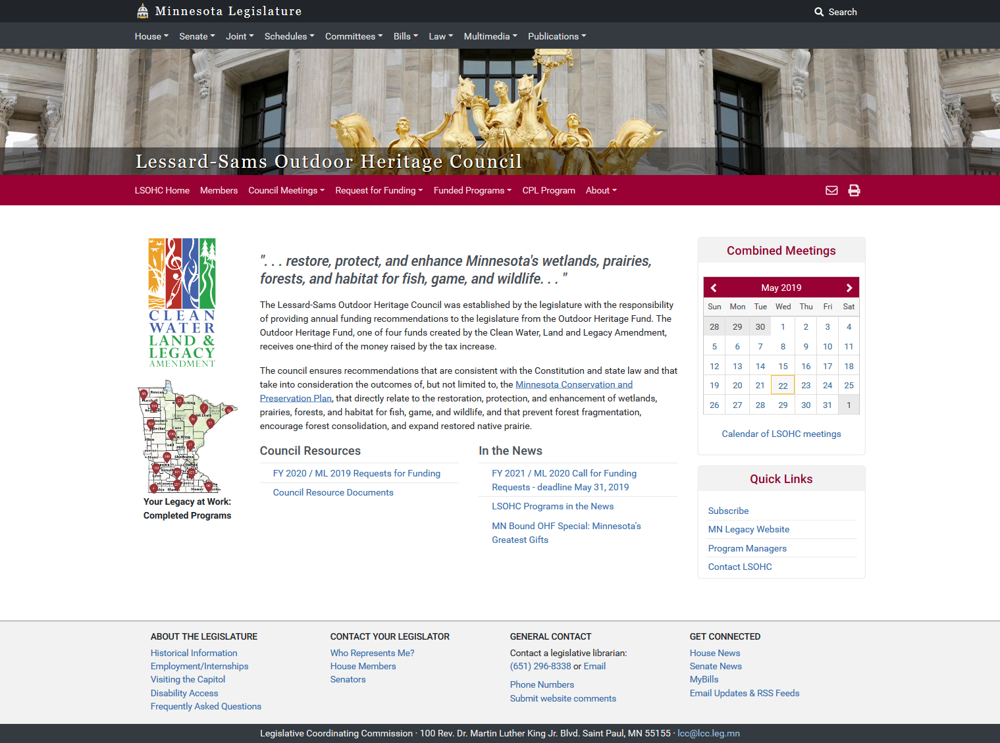 Minnesota Legislature
Search
House Senate Joint Schedules Committees Bills Law Multimedia Publications
Lessard-Sams Outdoor Heritage Council
LSOHC Home Members Council Meetings Request for Funding Funded Programs CPL Program About
CLEAN
WATER
LAND &
LEGACY
AMENDMENT
Your Legacy at Work:
Completed Programs
". . . restore, protect, and enhance Minnesota's wetlands, prairies,
forests, and habitat for fish, game, and wildlife. . . "
The Lessard-Sams Outdoor Heritage Council was established by the legislature with the responsibility
of providing annual funding recommendations to the legislature from the Outdoor Heritage Fund. The
Outdoor Heritage Fund, one of four funds created by the Clean Water, Land and Legacy Amendment,
receives one-third of the money raised by the tax increase.
The council ensures recommendations that are consistent with the Constitution and state law and that
take into consideration the outcomes of, but not limited to, the Minnesota Conservation and
Preservation Plan, that directly relate to the restoration, protection, and enhancement of wetlands,
prairies, forests, and habitat for fish, game, and wildlife, and that prevent forest fragmentation,
encourage forest consolidation, and expand restored native prairie.
Council Resources
FY 2020 / ML 2019 Requests for Funding
Council Resource Documents
In the News
FY 2021 / ML 2020 Call for Funding
Requests - deadline May 31, 2019
LSOHC Programs in the News
MN Bound OHF Special: Minnesota's
Greatest Gifts
Combined Meetings
May 2019
Sun Mon Tue Wed Thu Fri Sat
28 29 30 1 2 3 4
5 6 7 8 9 10 11
12 13 14 15 16 17 18
19 20 21 22 23 24 25
26 27 28 29 30 31 1
Calendar of LSOHC meetings
Quick Links
Subscribe
MN Legacy Website
Program Managers
Contact LSOHC
ABOUT THE LEGISLATURE
Historical Information
Employment/Internships
Visiting the Capitol
Disability Access
Frequently Asked Questions
CONTACT YOUR LEGISLATOR
Who Represents Me?
House Members
Senators
GENERAL CONTACT
Contact a legislative librarian:
(651) 296-8338 or Email
Phone Numbers
Submit website comments
GET CONNECTED
House News
Senate News
MyBills
Email Updates & RSS Feeds
Legislative Coordinating Commission · 100 Rev. Dr. Martin Luther King Jr. Blvd. Saint Paul, MN 55155 · lcc@lcc.leg.mn